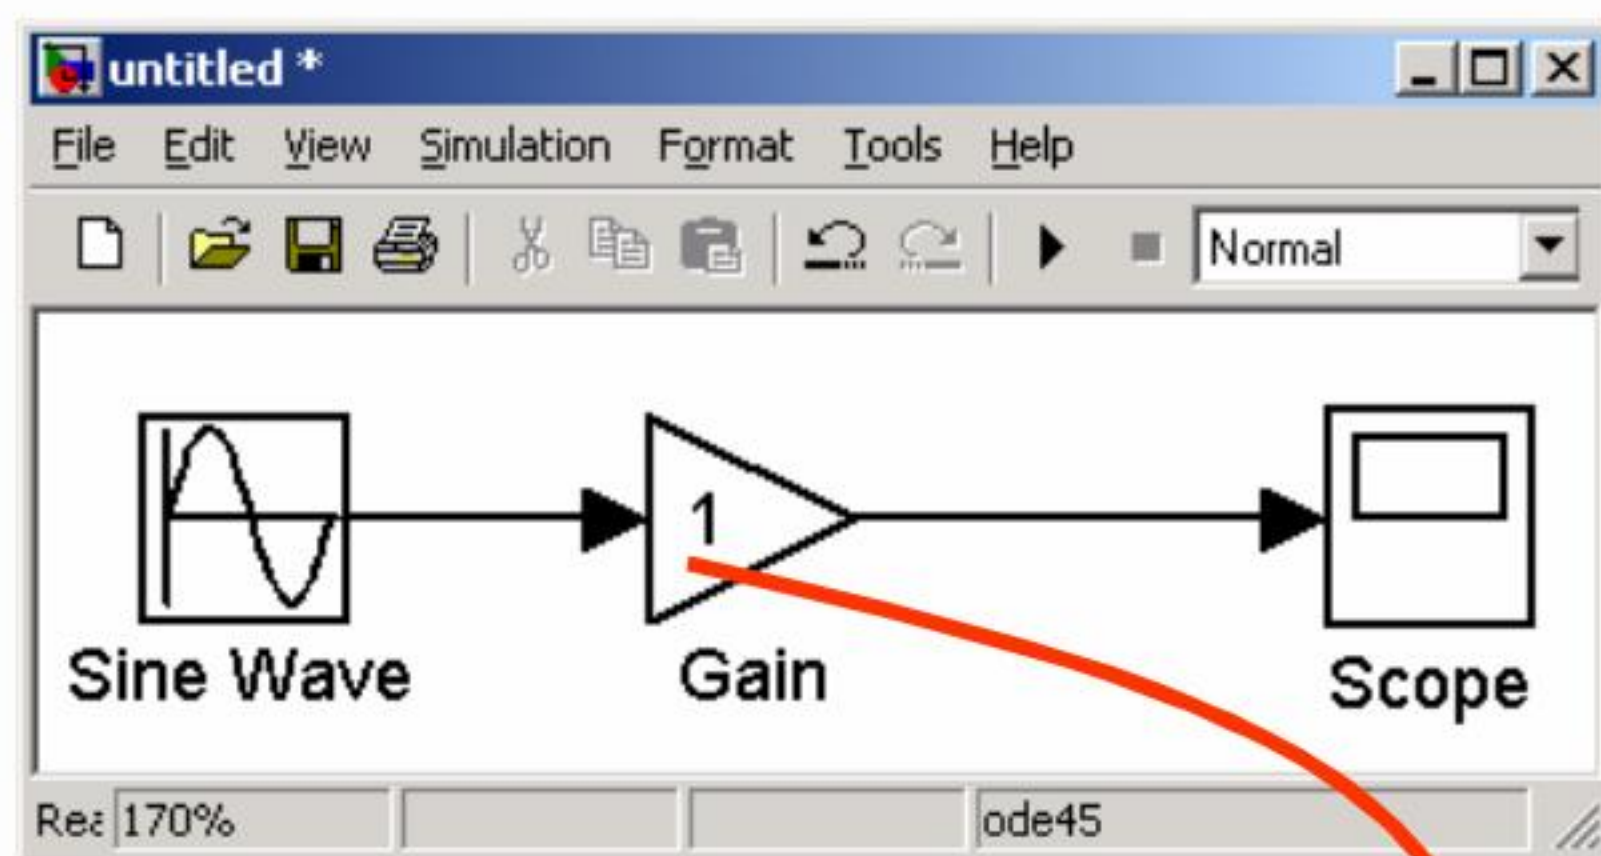 untitled *
File Edit View Simulation Format Tools Help
Normal
1
Sine Wave Gain Scope
170% ode45